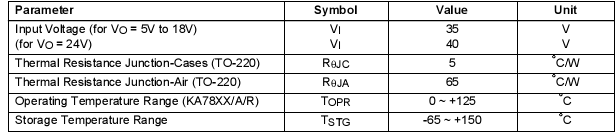 Parameter Symbol Value Unit
Input Voltage (for VO = 5V to 18V) VI 35 V
(for VO = 24V) VI 40 V
Thermal Resistance Junction-Cases (TO-220) RθJC 5 °C/W
Thermal Resistance Junction-Air (TO-220) RθJA 65 °C/W
Operating Temperature Range (KA78XX/A/R) TOPR 0 ~ +125 °C
Storage Temperature Range TSTG -65 ~ +150 °C